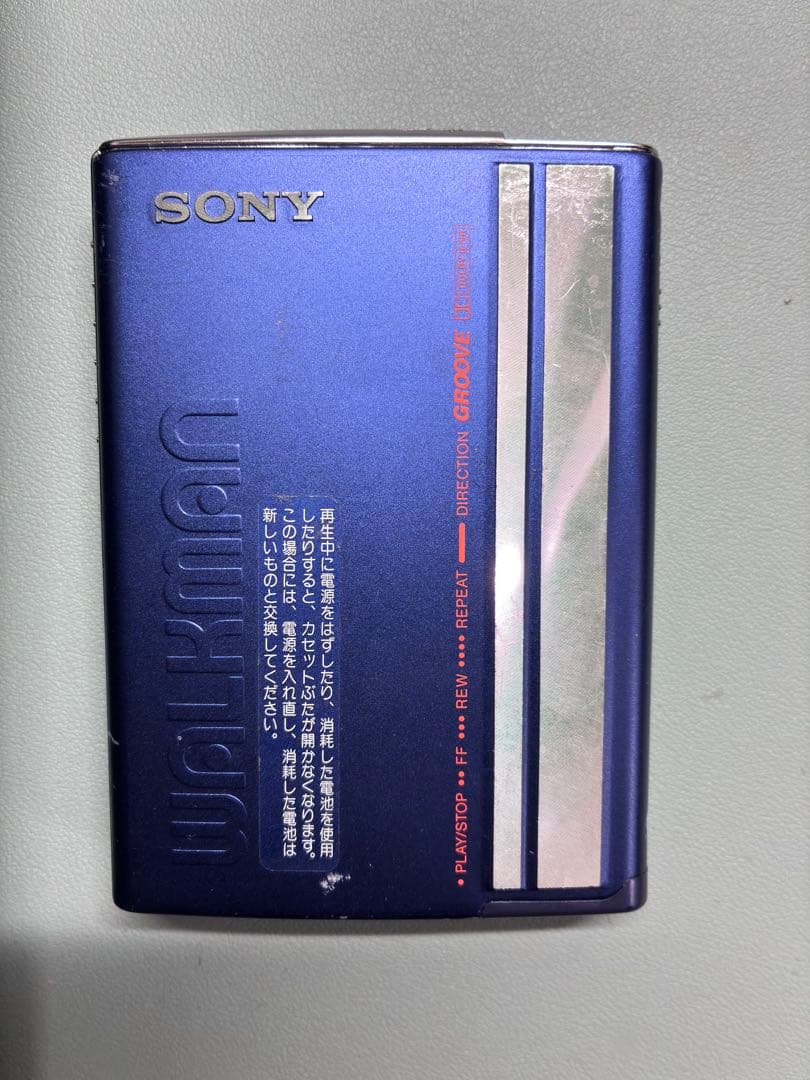 SONY
WALKMAN
再生中に電源をはずしたり、消耗した電池を使用
したりすると、カセットぶたが開かなくなります。
この場合には、電源を入れ直し、消耗した電池は
新しいものと交換してください。
• PLAY/STOP •• FF ••• REW •••• REPEAT — DIRECTION GROOVE